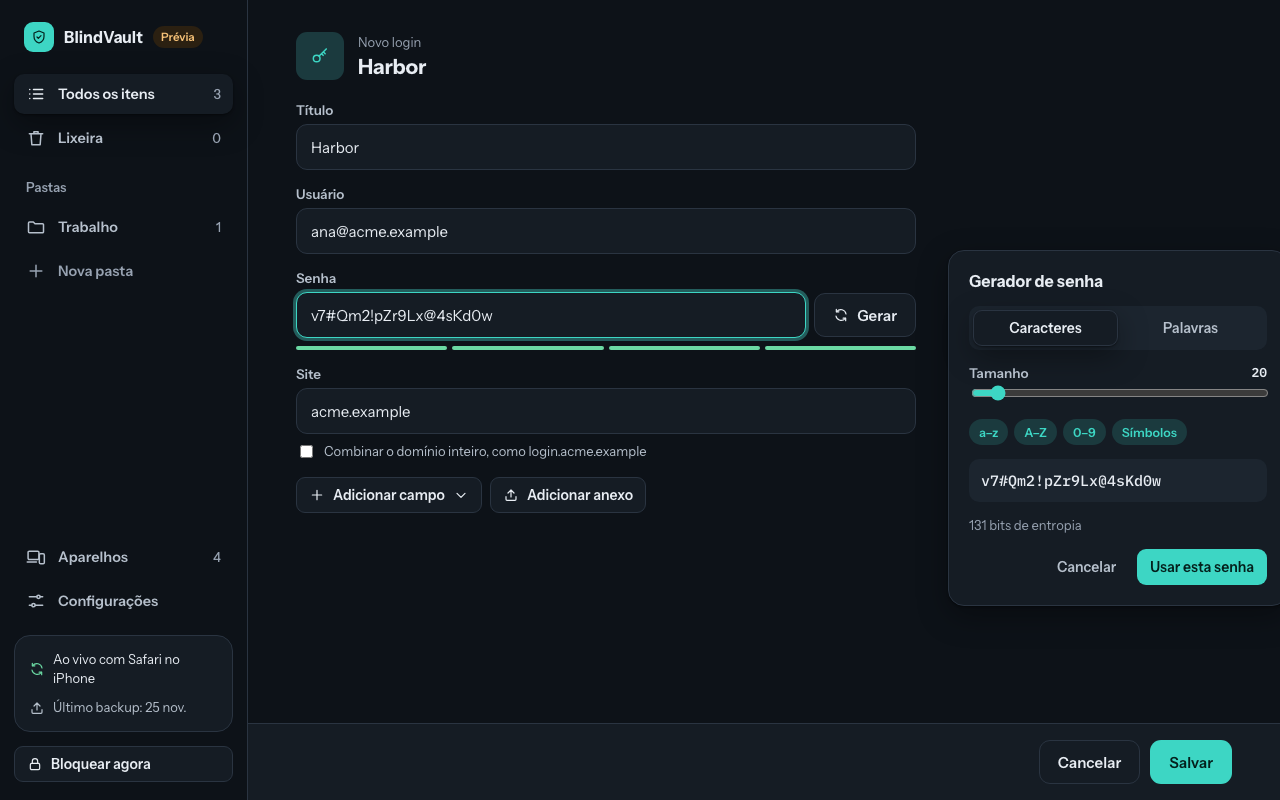 BlindVault
Prévia
Todos os itens 3
Lixeira 0
Pastas
Trabalho 1
Nova pasta
Aparelhos 4
Configurações
Ao vivo com Safari no
iPhone
Último backup: 25 nov.
Bloquear agora
Novo login
Harbor
Título
Harbor
Usuário
ana@acme.example
Senha
v7#Qm2!pZr9Lx@4sKd0w
Gerar
Site
acme.example
Combinar o domínio inteiro, como login.acme.example
Adicionar campo
Adicionar anexo
Gerador de senha
Caracteres Palavras
Tamanho 20
a–z A–Z 0–9 Símbolos
v7#Qm2!pZr9Lx@4sKd0w
131 bits de entropia
Cancelar Usar esta senha
Cancelar Salvar